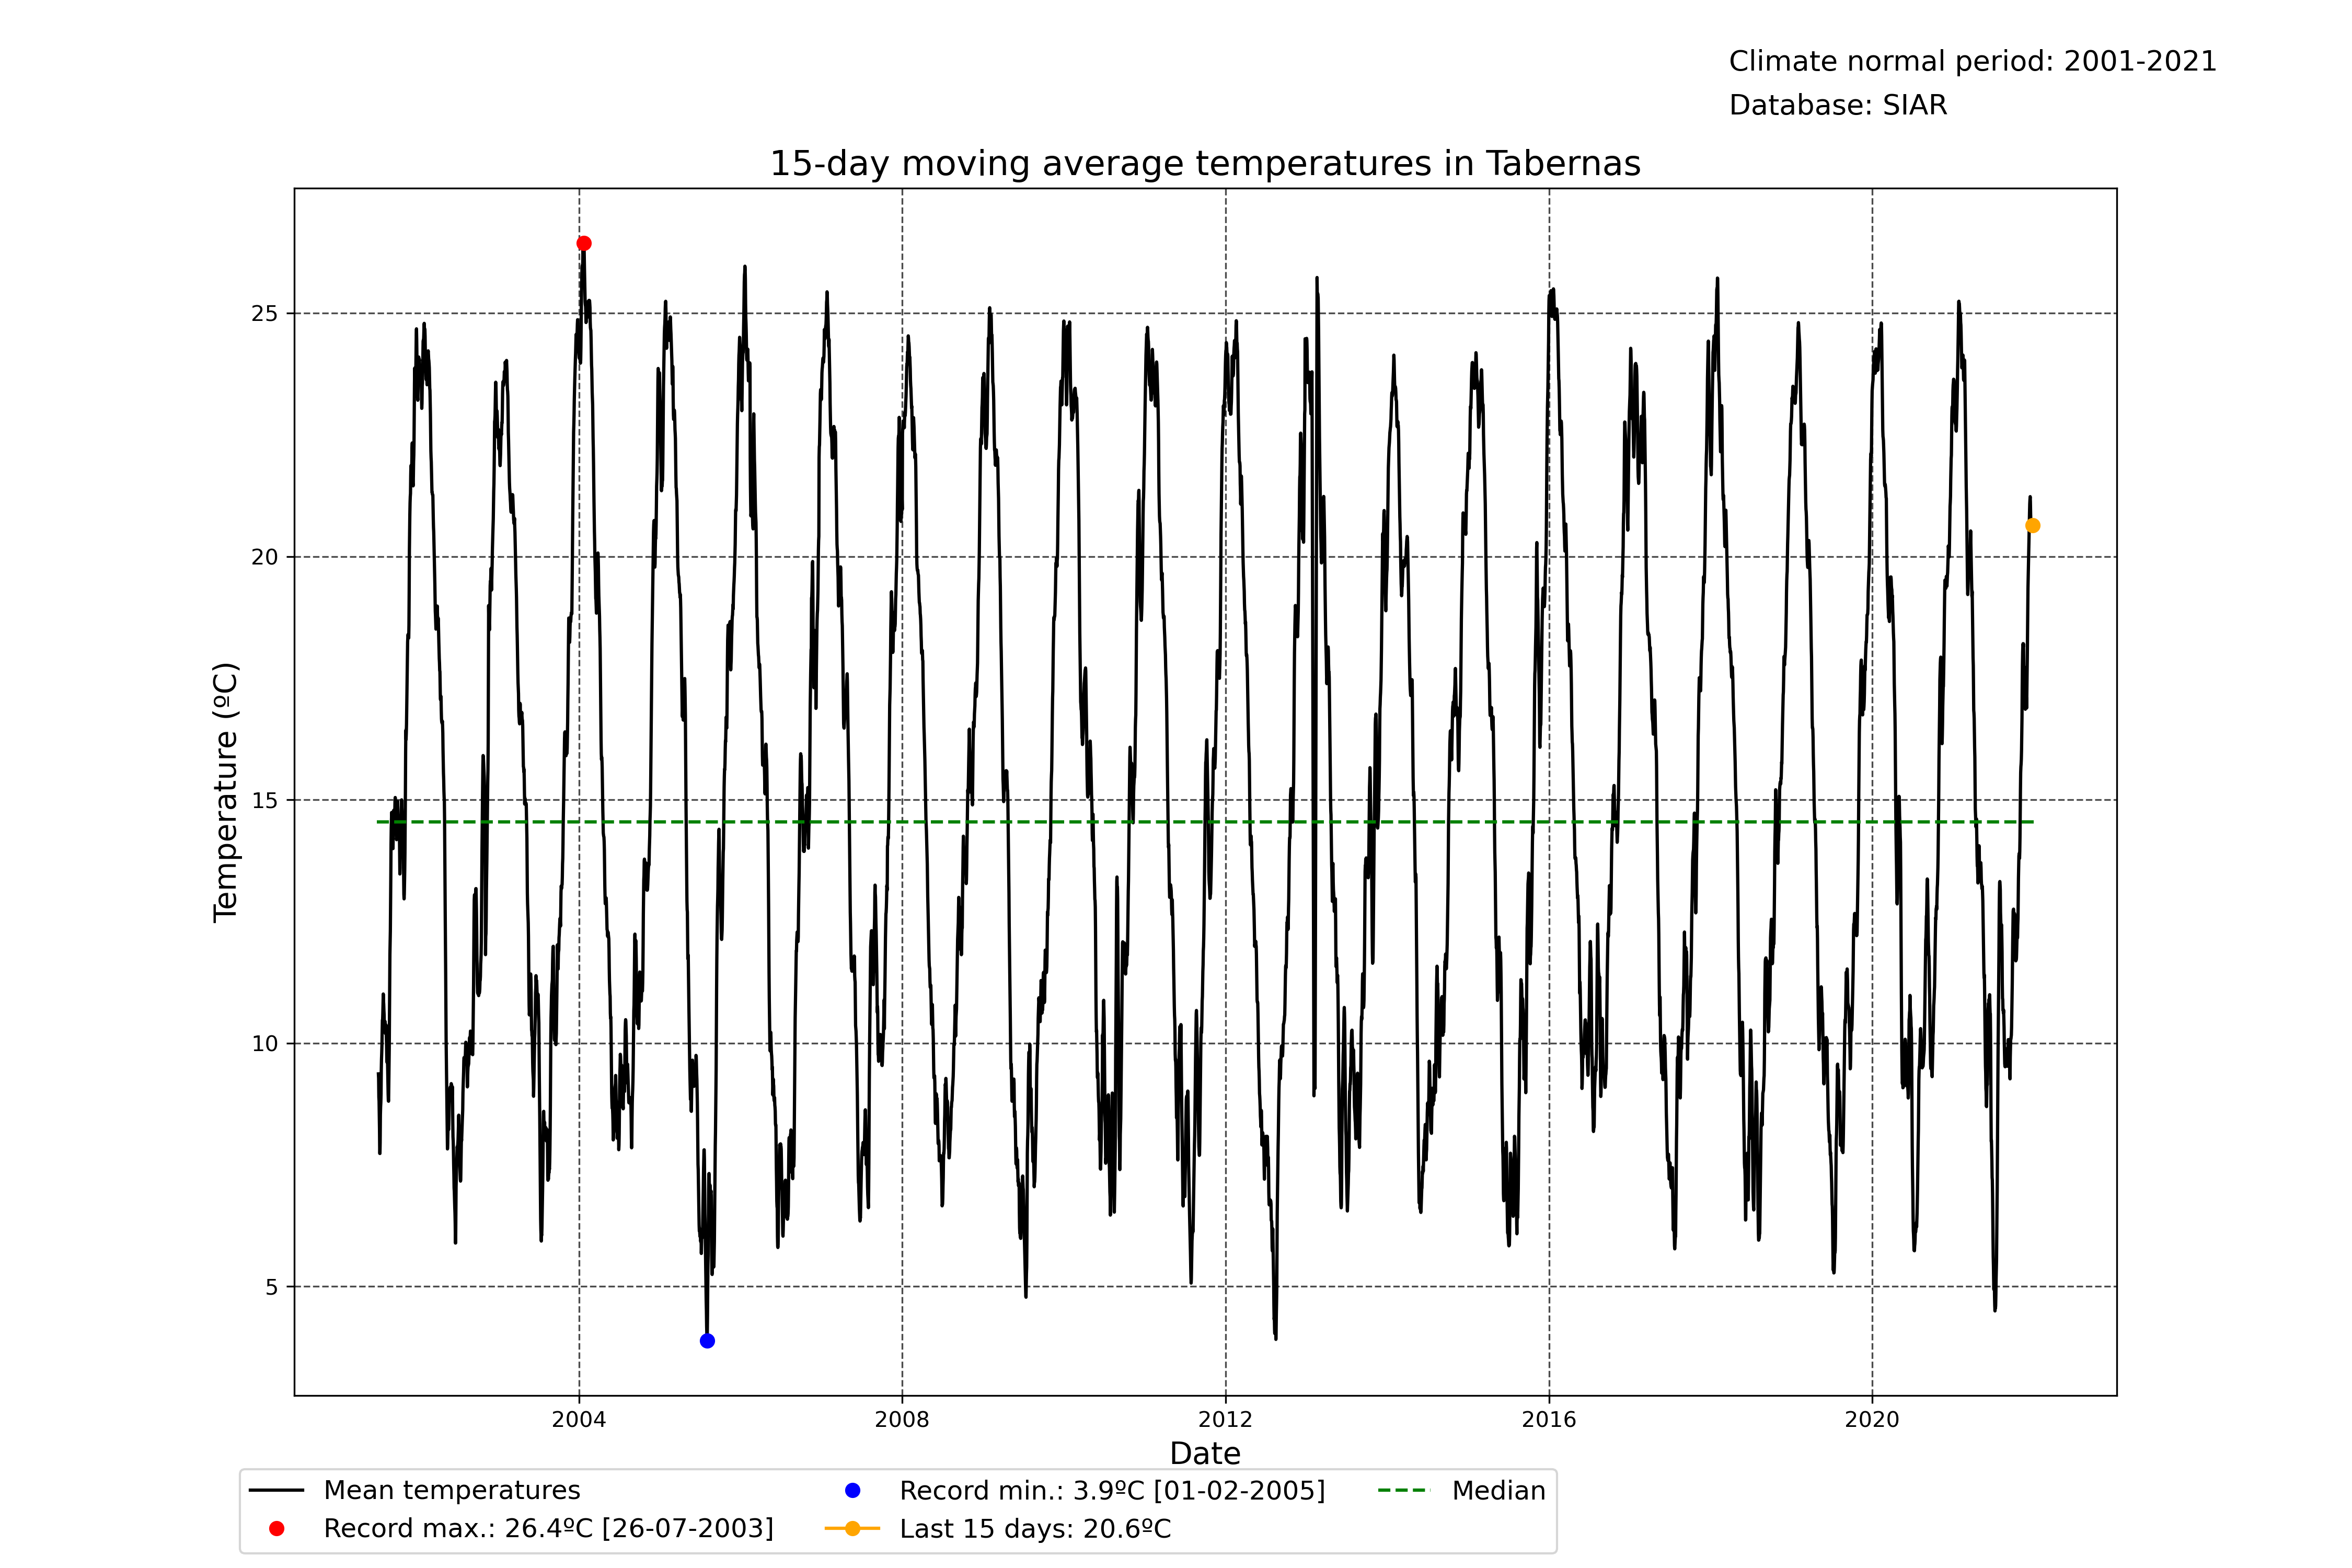 Climate normal period: 2001-2021
Database: SIAR
15-day moving average temperatures in Tabernas
Temperature (ºC)
25
20
15
10
5
2004 2008 2012 2016 2020
Date
Mean temperatures
Record max.: 26.4ºC [26-07-2003]
Record min.: 3.9ºC [01-02-2005]
Last 15 days: 20.6ºC
Median